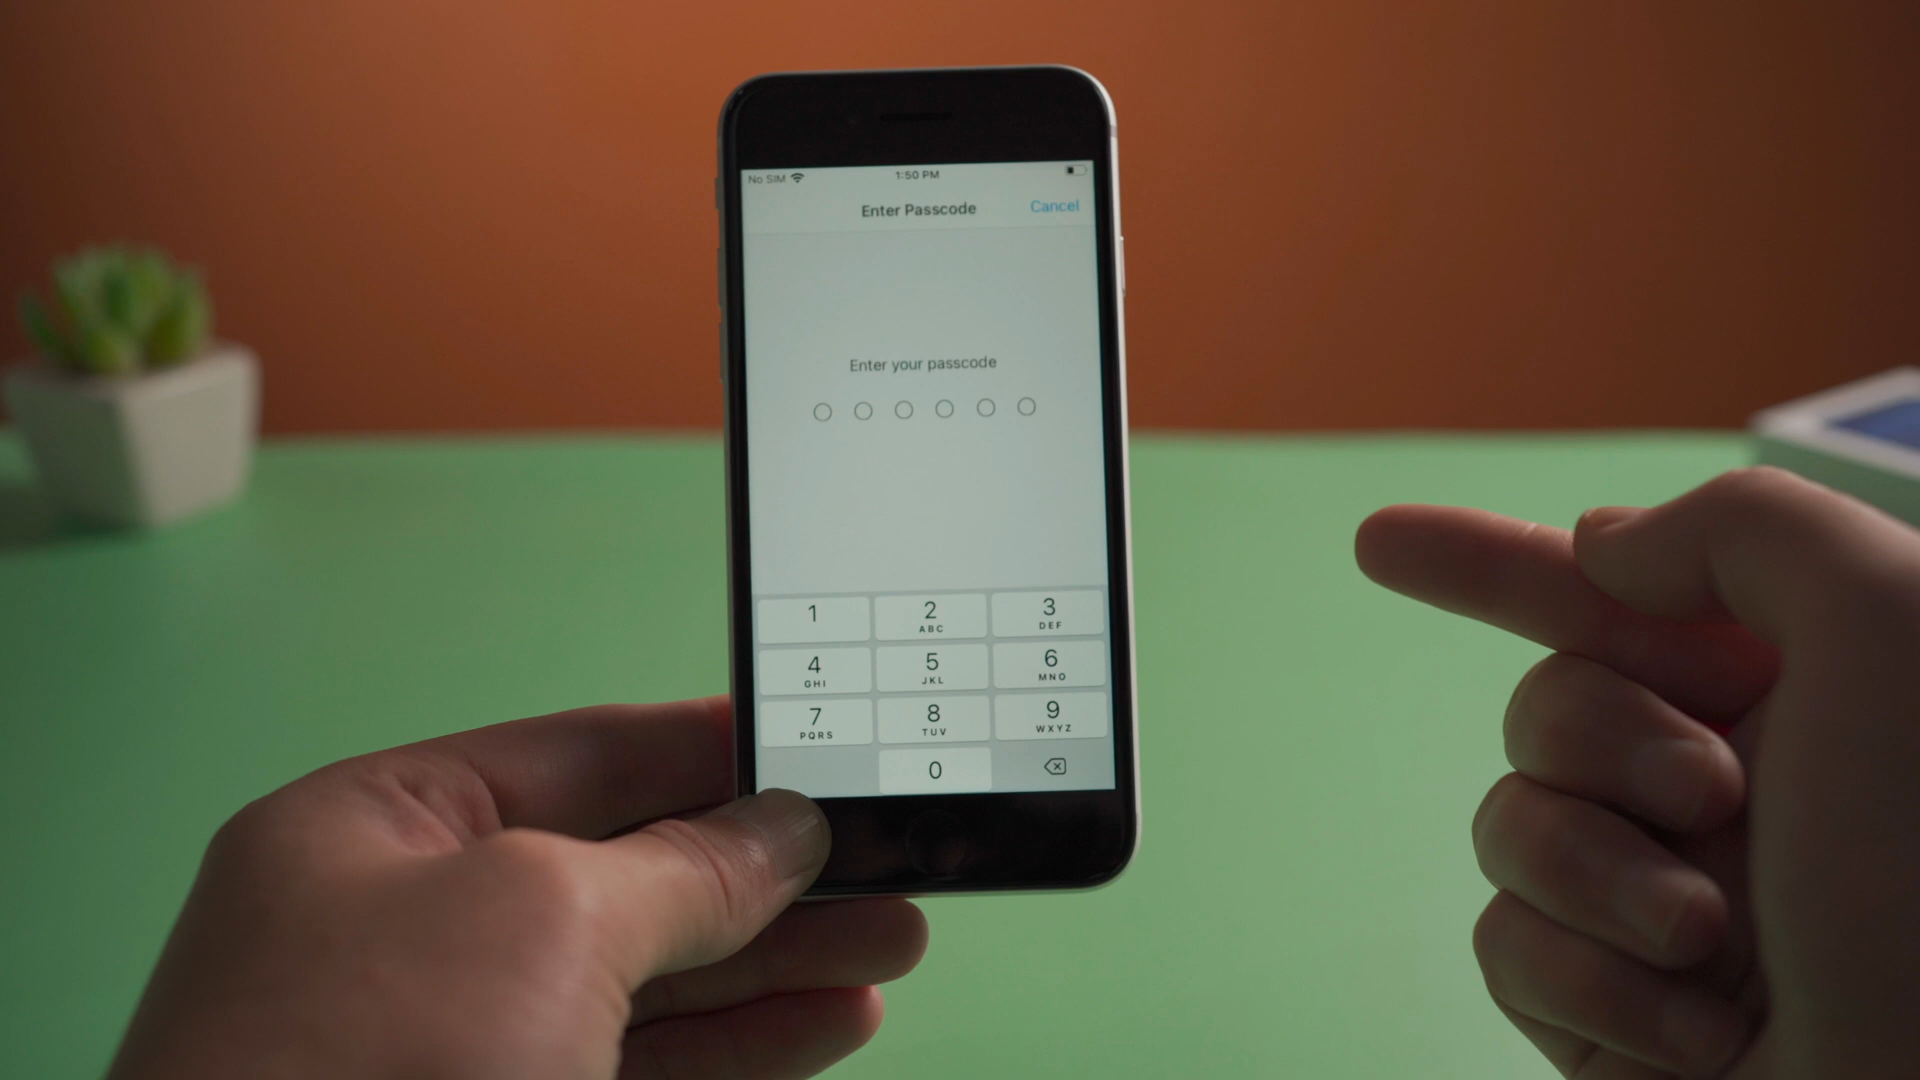 No SIM 1:50 PM
Enter Passcode Cancel
Enter your passcode
1 2 3
ABC DEF
4 5 6
GHI JKL MNO
7 8 9
PQRS TUV WXYZ
0